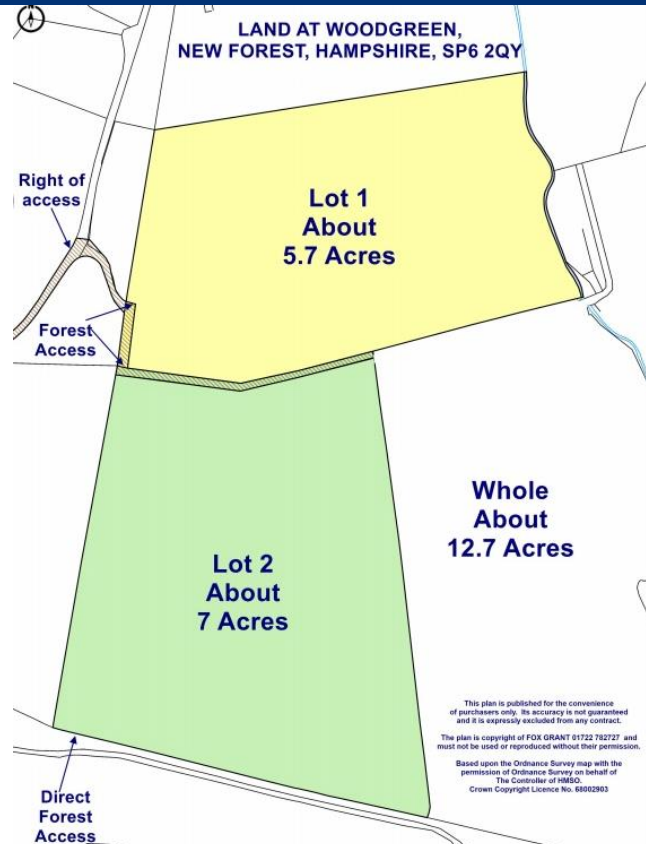 LAND AT WOODGREEN,
NEW FOREST, HAMPSHIRE, SP6 2QY
Right of
access
Lot 1
About
5.7 Acres
Forest
Access
Whole
About
12.7 Acres
Lot 2
About
7 Acres
This plan is published for the convenience
of purchasers only. Its accuracy is not guaranteed
and it is expressly excluded from any contract.
The plan is copyright of FOX GRANT 01722 782727 and
must not be used or reproduced without their permission.
Based upon the Ordnance Survey map with the
permission of Ordnance Survey on behalf of
The Controller of HMSO.
Crown Copyright Licence No. 68002903
Direct
Forest
Access